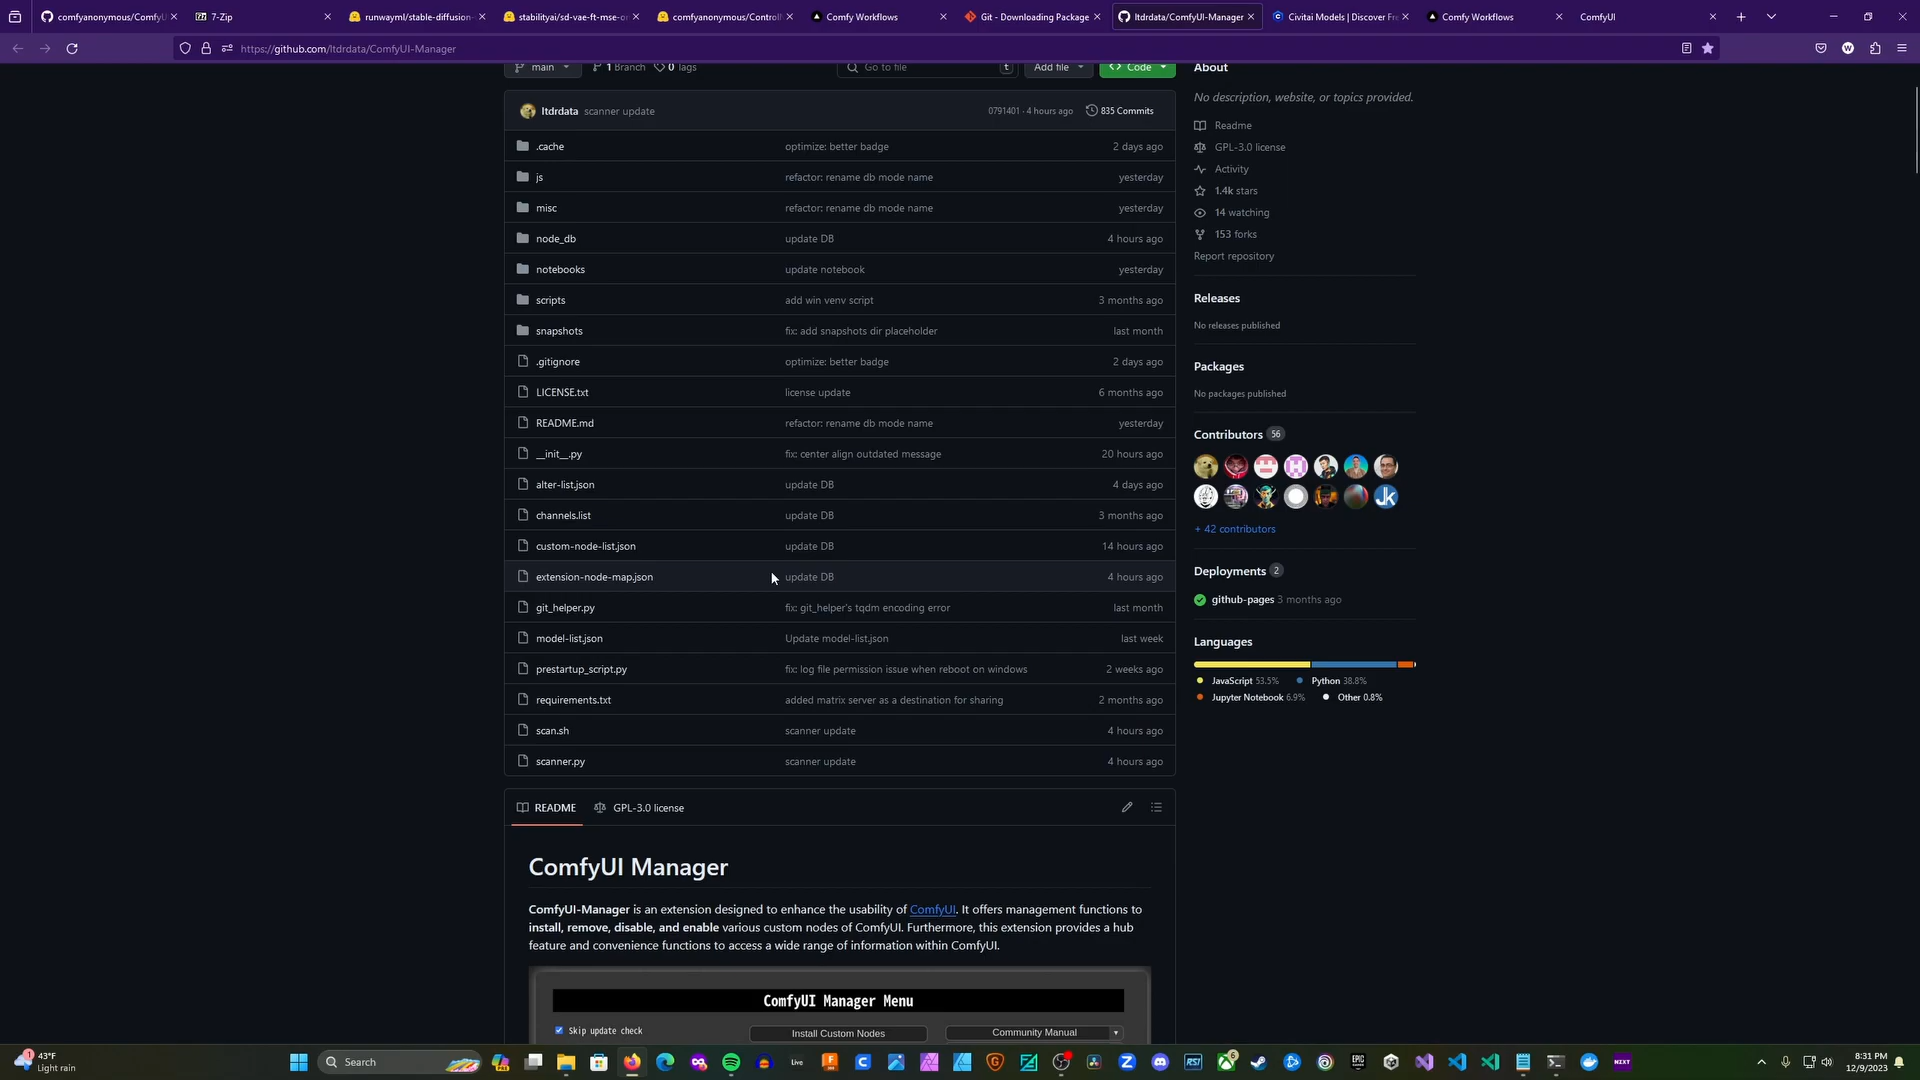 comfyanonymous/ComfyU
7-Zip
runwayml/stable-diffusion-
stabilityai/sd-vae-ft-mse-or
comfyanonymous/Control
Comfy Workflows
Git - Downloading Package
ltdrdata/ComfyUI-Manager
Civitai Models | Discover Fre
Comfy Workflows
ComfyUI
https://github.com/ltdrdata/ComfyUI-Manager
main
1 Branch
0 Tags
Go to file
t
Add file
Code
ltdrdata scanner update
0791401 · 4 hours ago
835 Commits
.cache optimize: better badge 2 days ago
js refactor: rename db mode name yesterday
misc refactor: rename db mode name yesterday
node_db update DB 4 hours ago
notebooks update notebook yesterday
scripts add win venv script 3 months ago
snapshots fix: add snapshots dir placeholder last month
.gitignore optimize: better badge 2 days ago
LICENSE.txt license update 6 months ago
README.md refactor: rename db mode name yesterday
__init__.py fix: center align outdated message 20 hours ago
alter-list.json update DB 4 days ago
channels.list update DB 3 months ago
custom-node-list.json update DB 14 hours ago
extension-node-map.json update DB 4 hours ago
git_helper.py fix: git_helper's tqdm encoding error last month
model-list.json Update model-list.json last week
prestartup_script.py fix: log file permission issue when reboot on windows 2 weeks ago
requirements.txt added matrix server as a destination for sharing 2 months ago
scan.sh scanner update 4 hours ago
scanner.py scanner update 4 hours ago
README
GPL-3.0 license
ComfyUI Manager
ComfyUI-Manager is an extension designed to enhance the usability of ComfyUI. It offers management functions to
install, remove, disable, and enable various custom nodes of ComfyUI. Furthermore, this extension provides a hub
feature and convenience functions to access a wide range of information within ComfyUI.
ComfyUI Manager Menu
Skip update check
Install Custom Nodes
Community Manual
About
No description, website, or topics provided.
Readme
GPL-3.0 license
Activity
1.4k stars
14 watching
153 forks
Report repository
Releases
No releases published
Packages
No packages published
Contributors 56
+ 42 contributors
Deployments 2
github-pages 3 months ago
Languages
JavaScript 53.5%
Python 38.8%
Jupyter Notebook 6.9%
Other 0.8%
1
43°F
Light rain
Search
8:31 PM
12/9/2023